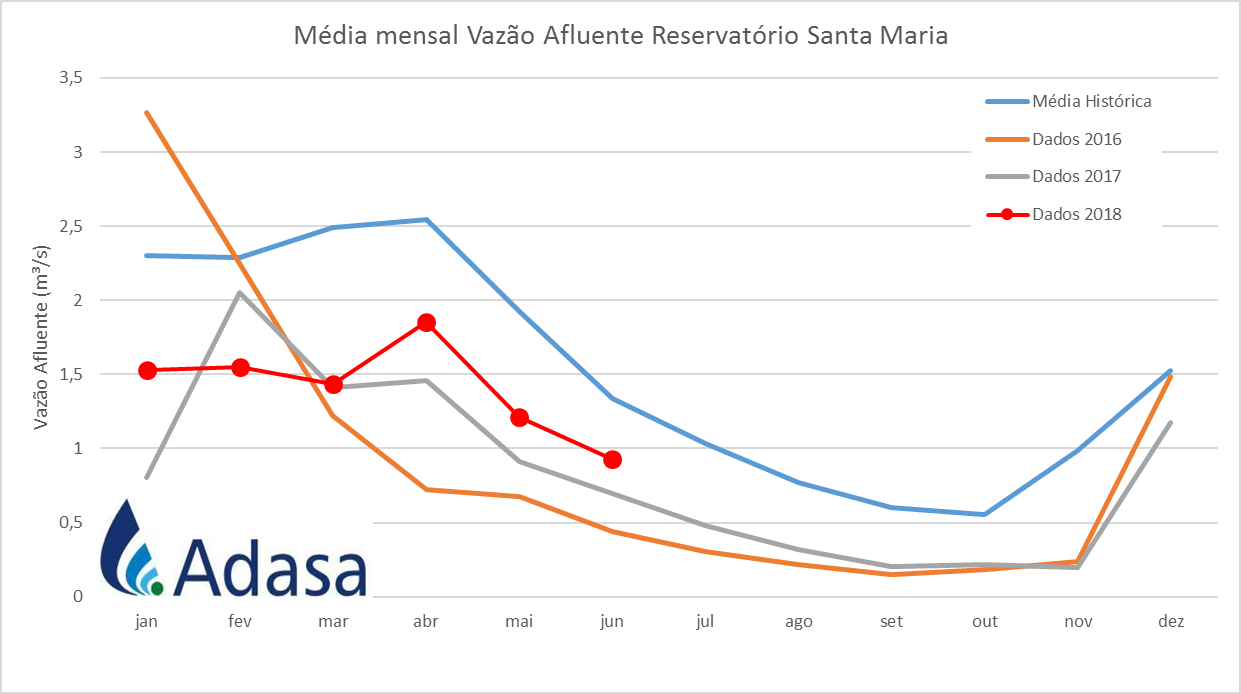 Média mensal Vazão Afluente Reservatório Santa Maria
3,5
3
2,5
2
1,5
1
0,5
0
Vazão Afluente (m³/s)
Média Histórica
Dados 2016
Dados 2017
Dados 2018
Adasa
jan fev mar abr mai jun jul ago set out nov dez